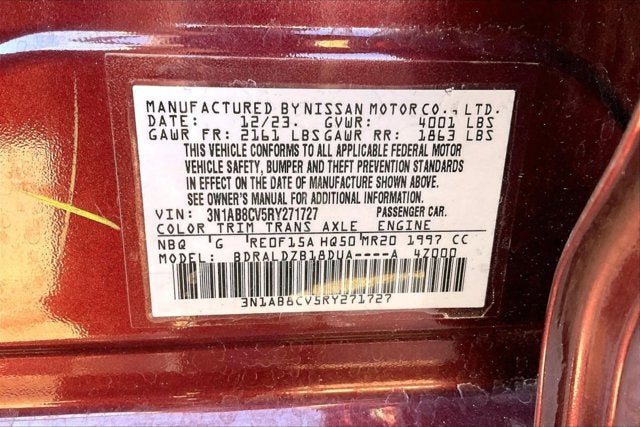 MANUFACTURED BY NISSAN MOTOR CO., LTD.
DATE: 12/23. GVWR: 4001 LBS
GAWR FR: 2161 LBS GAWR RR: 1863 LBS
THIS VEHICLE CONFORMS TO ALL APPLICABLE FEDERAL MOTOR
VEHICLE SAFETY, BUMPER AND THEFT PREVENTION STANDARDS
IN EFFECT ON THE DATE OF MANUFACTURE SHOWN ABOVE.
SEE OWNER'S MANUAL FOR ADDITIONAL INFORMATION.
VIN: 3N1AB8CV5RY271727 PASSENGER CAR.
COLOR TRIM TRANS AXLE ENGINE
NBQ G RE0F15A HQ50 MR20 1997 CC
MODEL: BDRALDZB18DUA----A 4Z000
3N1AB8CV5RY271727